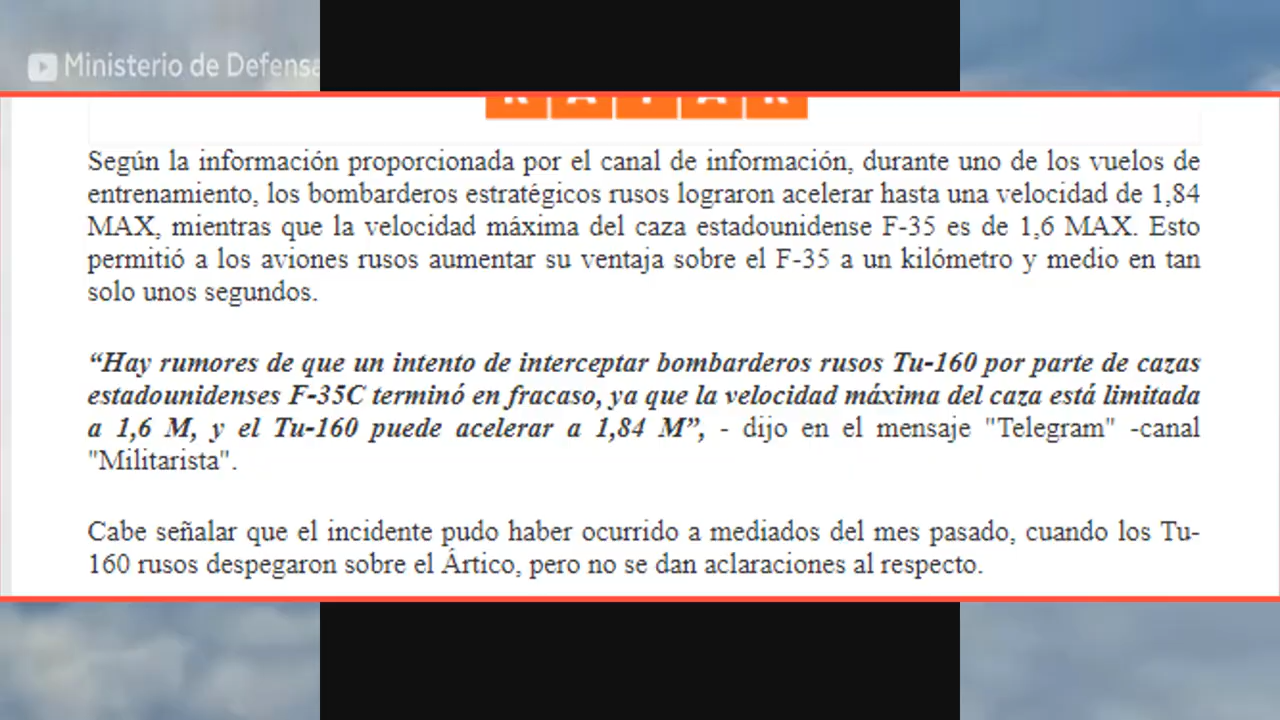 Ministerio de Defensa
Según la información proporcionada por el canal de información, durante uno de los vuelos de
entrenamiento, los bombarderos estratégicos rusos lograron acelerar hasta una velocidad de 1,84
MAX, mientras que la velocidad máxima del caza estadounidense F-35 es de 1,6 MAX. Esto
permitió a los aviones rusos aumentar su ventaja sobre el F-35 a un kilómetro y medio en tan
solo unos segundos.
“Hay rumores de que un intento de interceptar bombarderos rusos Tu-160 por parte de cazas
estadounidenses F-35C terminó en fracaso, ya que la velocidad máxima del caza está limitada
a 1,6 M, y el Tu-160 puede acelerar a 1,84 M”, - dijo en el mensaje "Telegram" -canal
"Militarista".
Cabe señalar que el incidente pudo haber ocurrido a mediados del mes pasado, cuando los Tu-
160 rusos despegaron sobre el Ártico, pero no se dan aclaraciones al respecto.